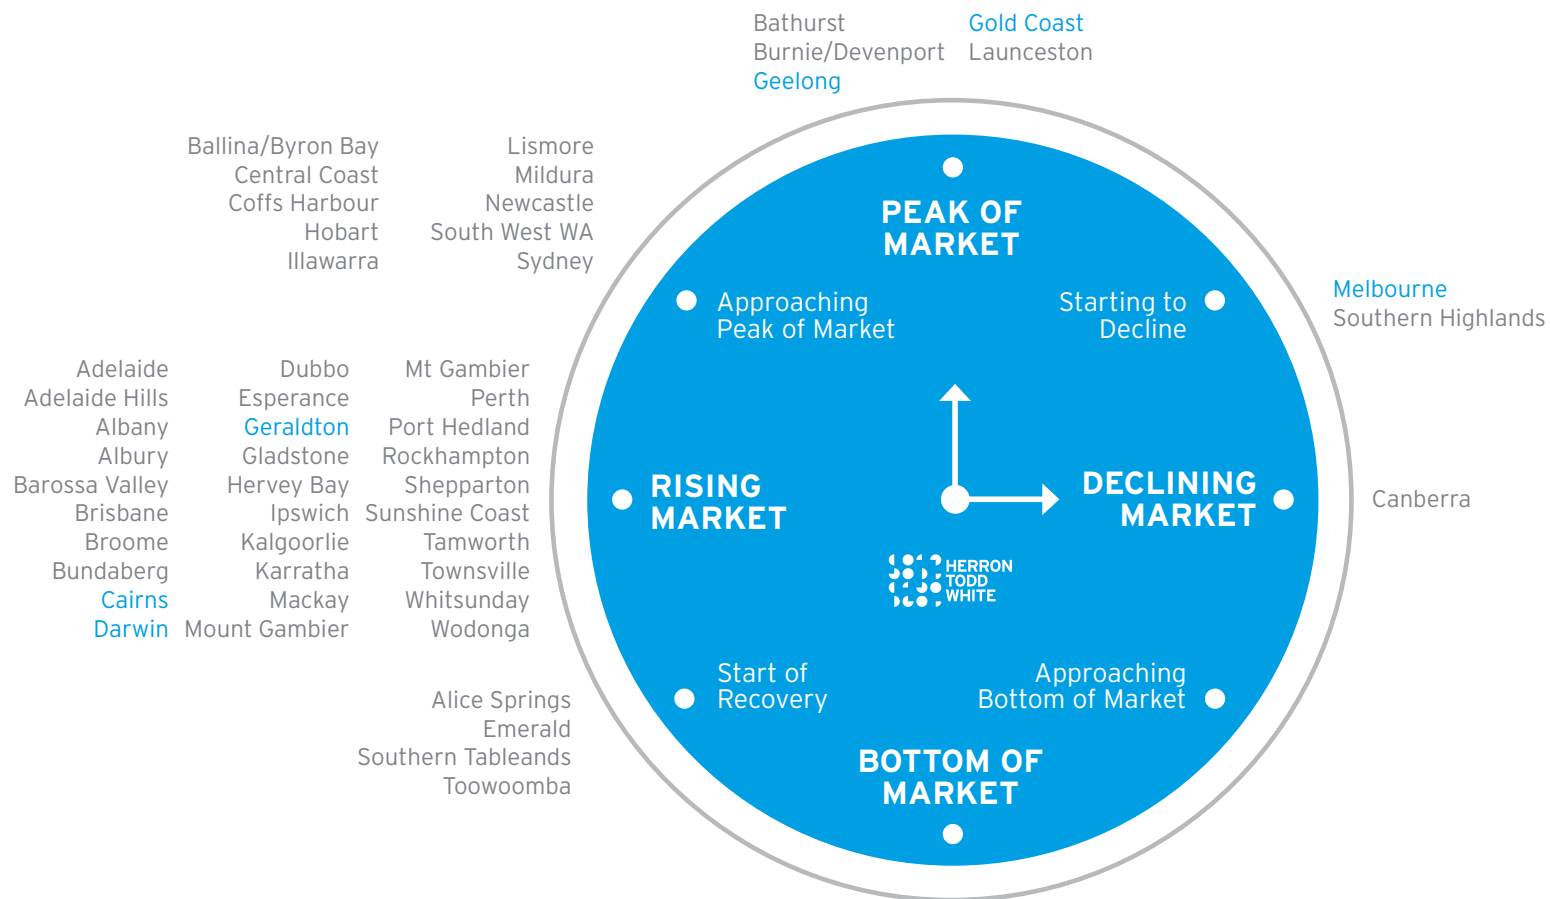 Bathurst
Burnie/Devenport
Geelong
Gold Coast
Launceston
Ballina/Byron Bay
Central Coast
Coffs Harbour
Hobart
Illawarra
Lismore
Mildura
Newcastle
South West WA
Sydney
PEAK OF
MARKET
Approaching
Peak of Market
Starting to
Decline
Melbourne
Southern Highlands
Adelaide
Adelaide Hills
Albany
Albury
Barossa Valley
Brisbane
Broome
Bundaberg
Cairns
Darwin
Dubbo
Esperance
Geraldton
Gladstone
Hervey Bay
Ipswich
Kalgoorlie
Karratha
Mackay
Mount Gambier
Mt Gambier
Perth
Port Hedland
Rockhampton
Shepparton
Sunshine Coast
Tamworth
Townsville
Whitsunday
Wodonga
RISING
MARKET
DECLINING
MARKET
Canberra
HERRON
TODD
WHITE
Alice Springs
Emerald
Southern Tableands
Toowoomba
Start of
Recovery
Approaching
Bottom of Market
BOTTOM OF
MARKET